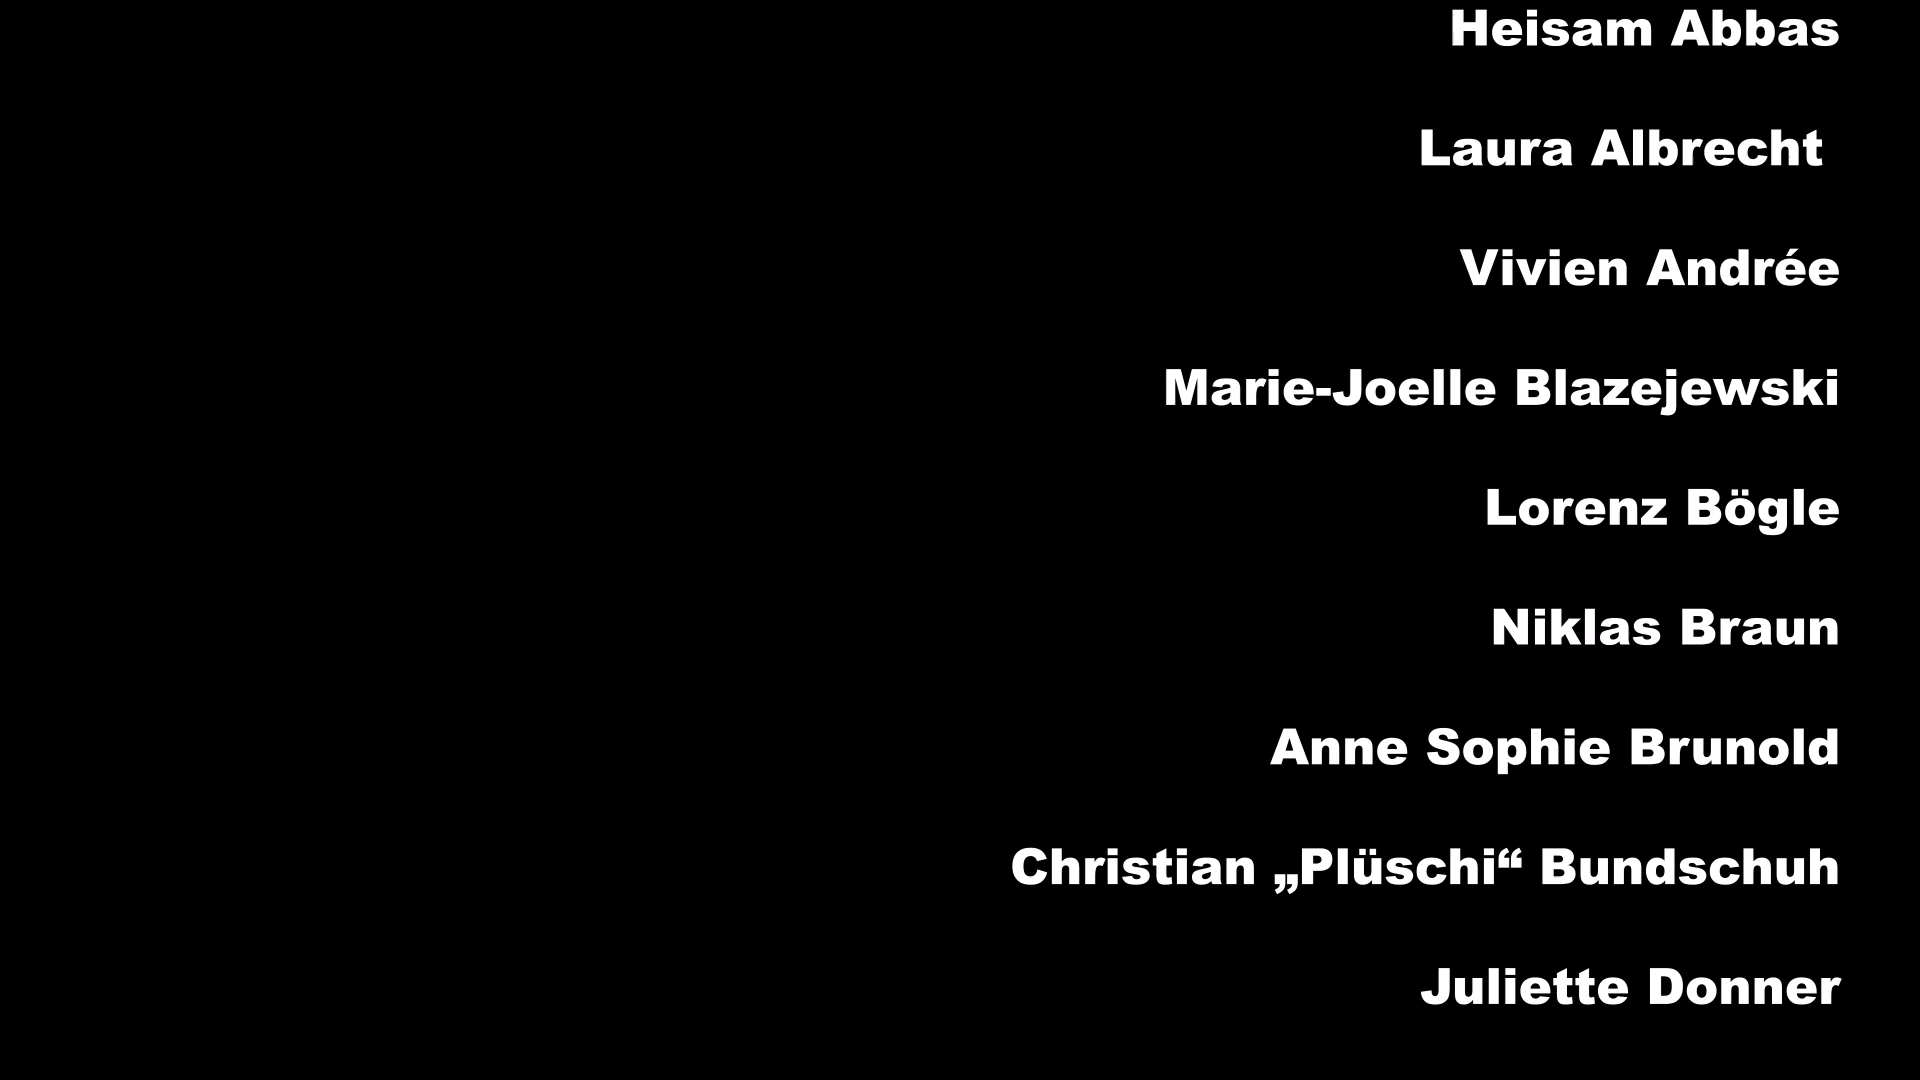 Heisam Abbas
Laura Albrecht
Vivien Andrée
Marie-Joelle Blazejewski
Lorenz Bögle
Niklas Braun
Anne Sophie Brunold
Christian „Plüschi“ Bundschuh
Juliette Donner